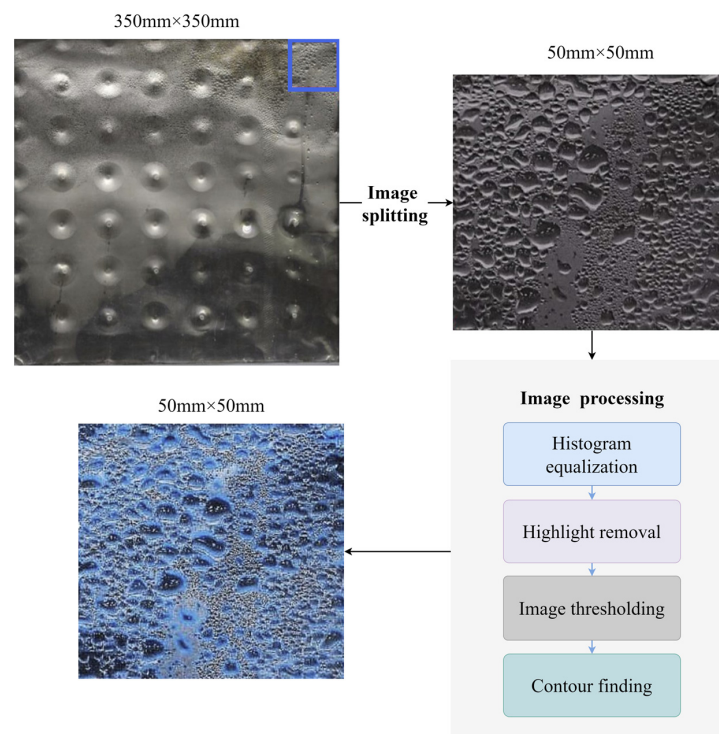 350mm×350mm
50mm×50mm
Image
splitting
Image processing
Histogram
equalization
Highlight removal
Image thresholding
Contour finding
50mm×50mm